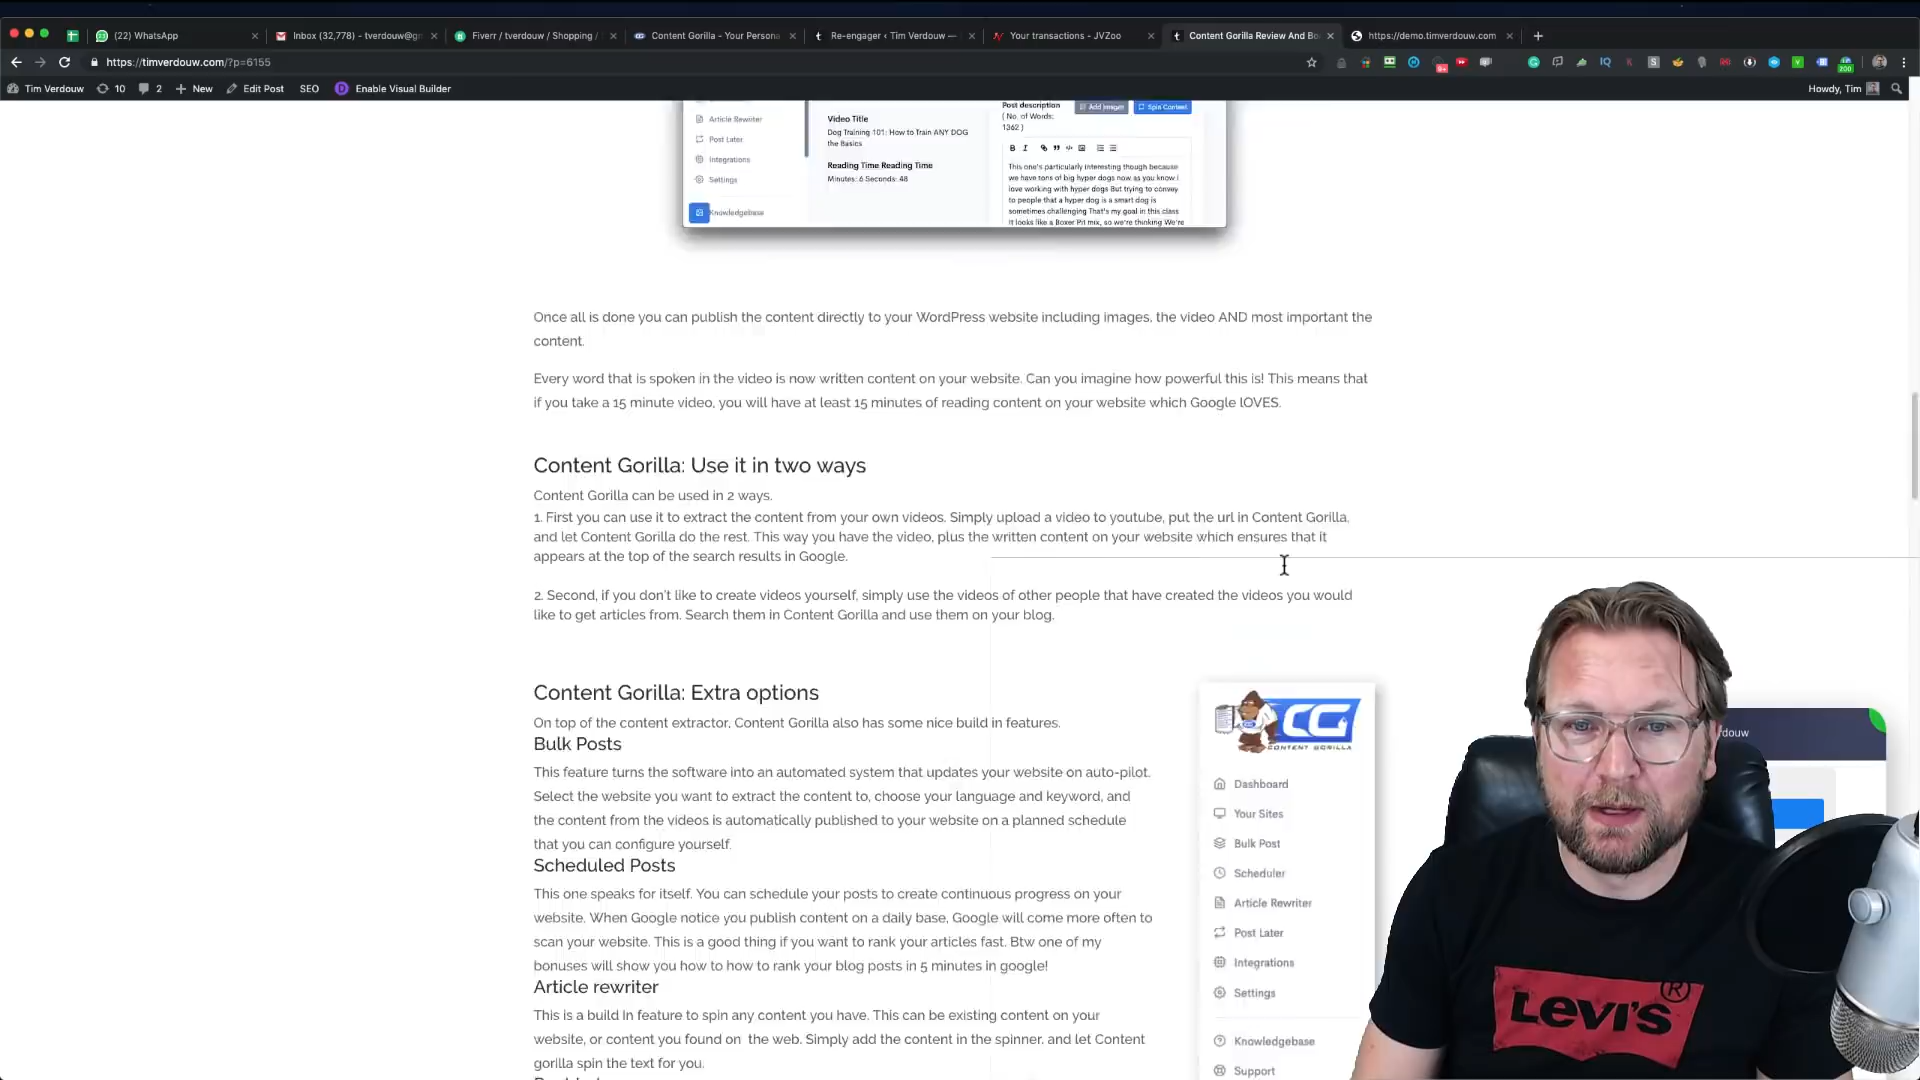 (22) WhatsApp
Inbox (32,778) - tverdouw@gm
Fiverr / tverdouw / Shopping /
Content Gorilla - Your Persona
Re-engager ‹ Tim Verdouw —
Your transactions - JVZoo
Content Gorilla Review And Bo
https://demo.timverdouw.com
https://timverdouw.com/?p=6155
Tim Verdouw
10
2
New
Edit Post
SEO
Enable Visual Builder
Howdy, Tim
Article Rewriter
Post Later
Integrations
Settings
Knowledgebase
Video Title
Dog Training 101: How to Train ANY DOG
the Basics
Reading Time Reading Time
Minutes: 6 Seconds: 48
Post description
( No. of Words:
1362 )
Add Images
Spin Content
This one's particularly interesting though because
we have tons of big hyper dogs now as you know i
love working with hyper dogs But trying to convey
to people that a hyper dog is a smart dog is
sometimes challenging That's my goal in this class
It looks like a Boxer Pit mix, so we're thinking We're
Once all is done you can publish the content directly to your WordPress website including images, the video AND most important the
content.
Every word that is spoken in the video is now written content on your website. Can you imagine how powerful this is! This means that
if you take a 15 minute video, you will have at least 15 minutes of reading content on your website which Google lOVES.
Content Gorilla: Use it in two ways
Content Gorilla can be used in 2 ways.
1. First you can use it to extract the content from your own videos. Simply upload a video to youtube, put the url in Content Gorilla,
and let Content Gorilla do the rest. This way you have the video, plus the written content on your website which ensures that it
appears at the top of the search results in Google.
2. Second, if you don't like to create videos yourself, simply use the videos of other people that have created the videos you would
like to get articles from. Search them in Content Gorilla and use them on your blog.
Content Gorilla: Extra options
On top of the content extractor, Content Gorilla also has some nice build in features.
Bulk Posts
This feature turns the software into an automated system that updates your website on auto-pilot.
Select the website you want to extract the content to, choose your language and keyword, and
the content from the videos is automatically published to your website on a planned schedule
that you can configure yourself.
Scheduled Posts
This one speaks for itself. You can schedule your posts to create continuous progress on your
website. When Google notice you publish content on a daily base, Google will come more often to
scan your website. This is a good thing if you want to rank your articles fast. Btw one of my
bonuses will show you how to how to rank your blog posts in 5 minutes in google!
Article rewriter
This is a build in feature to spin any content you have. This can be existing content on your
website, or content you found on the web. Simply add the content in the spinner, and let Content
gorilla spin the text for you.
CG
CONTENT GORILLA
Dashboard
Your Sites
Bulk Post
Scheduler
Article Rewriter
Post Later
Integrations
Settings
Knowledgebase
Support
rdouw
Levi's